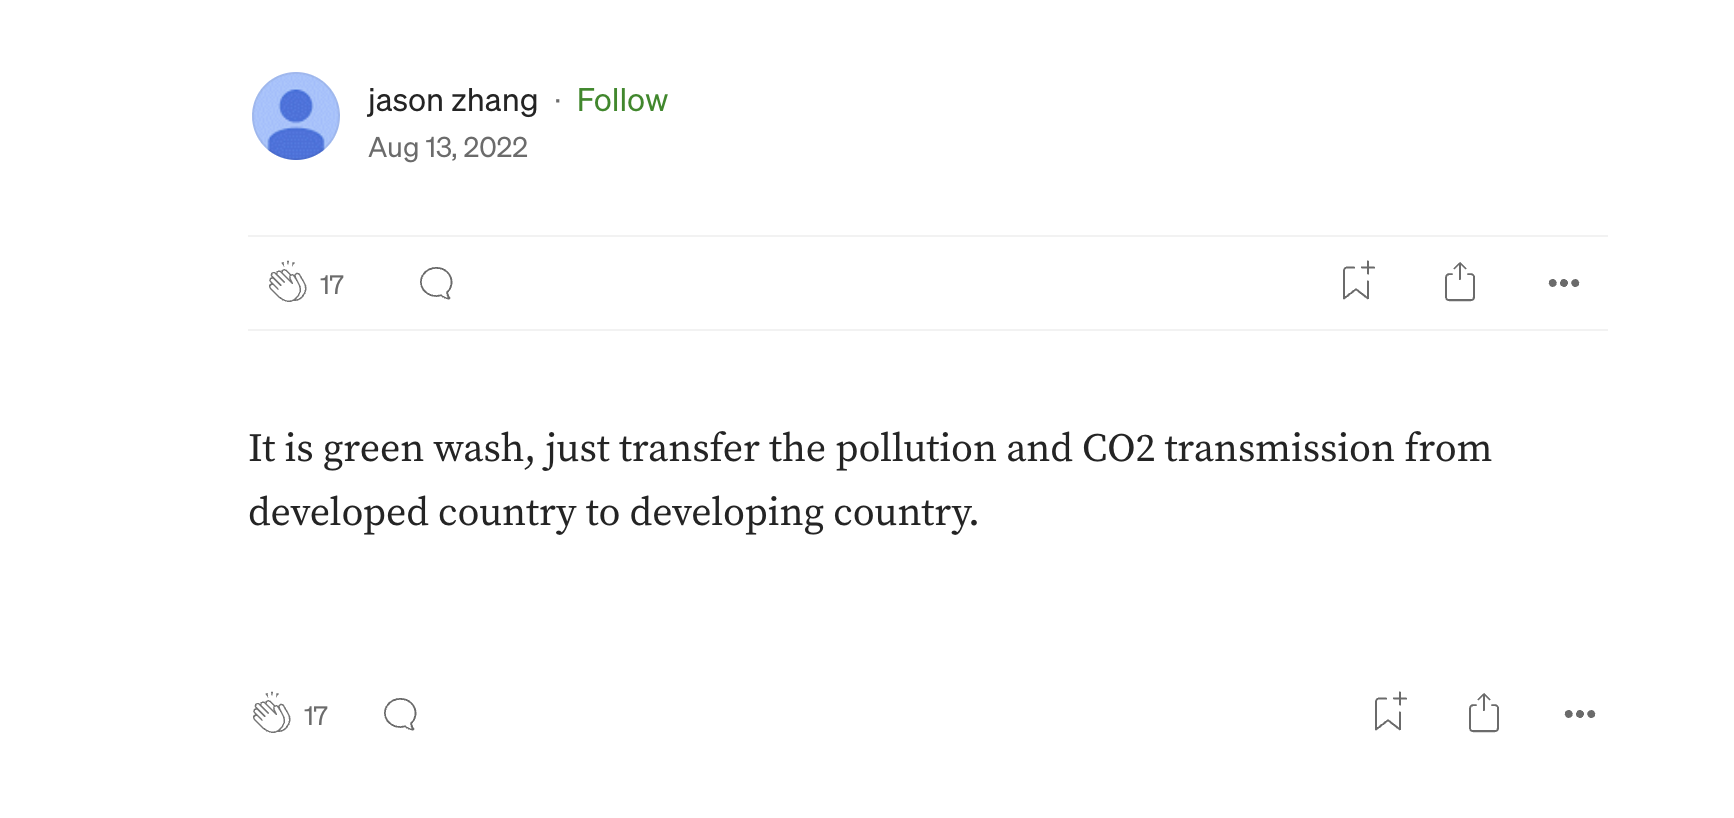 jason zhang · Follow
Aug 13, 2022
17
It is green wash, just transfer the pollution and CO2 transmission from
developed country to developing country.
17